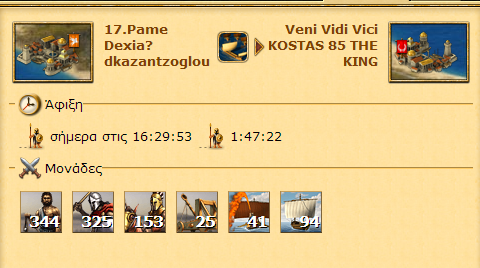 17.Pame
Dexia?
dkazantzoglou
Veni Vidi Vici
KOSTAS 85 THE
KING
Άφιξη
σήμερα στις 16:29:53 1:47:22
Μονάδες
344 325 153 25 41 94